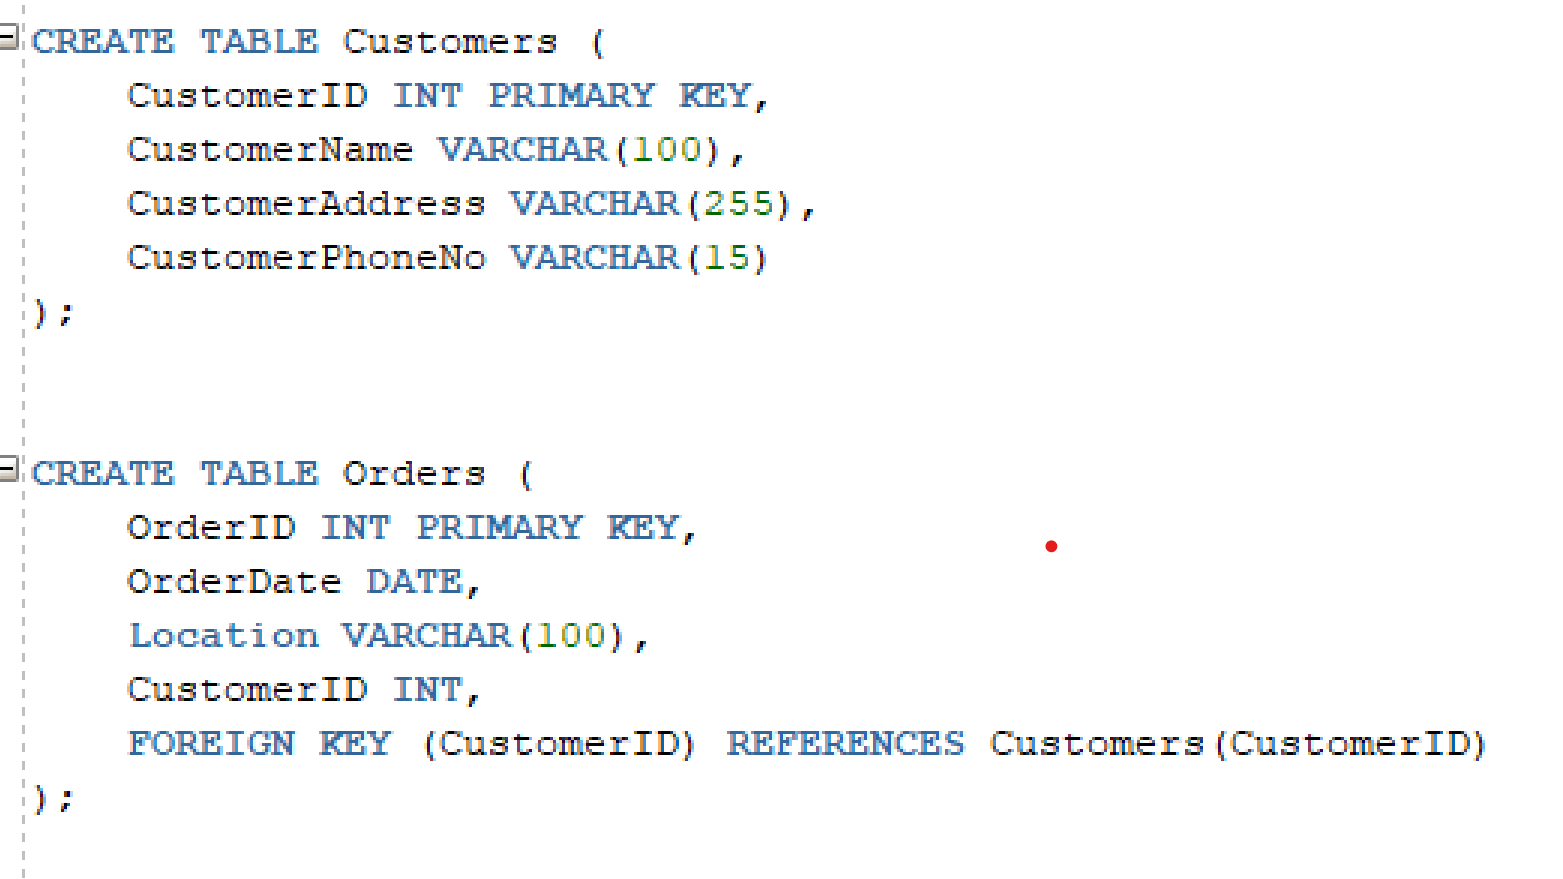 CREATE TABLE Customers (
    CustomerID INT PRIMARY KEY,
    CustomerName VARCHAR(100),
    CustomerAddress VARCHAR(255),
    CustomerPhoneNo VARCHAR(15)
);
CREATE TABLE Orders (
    OrderID INT PRIMARY KEY,
    OrderDate DATE,
    Location VARCHAR(100),
    CustomerID INT,
    FOREIGN KEY (CustomerID) REFERENCES Customers(CustomerID)
);